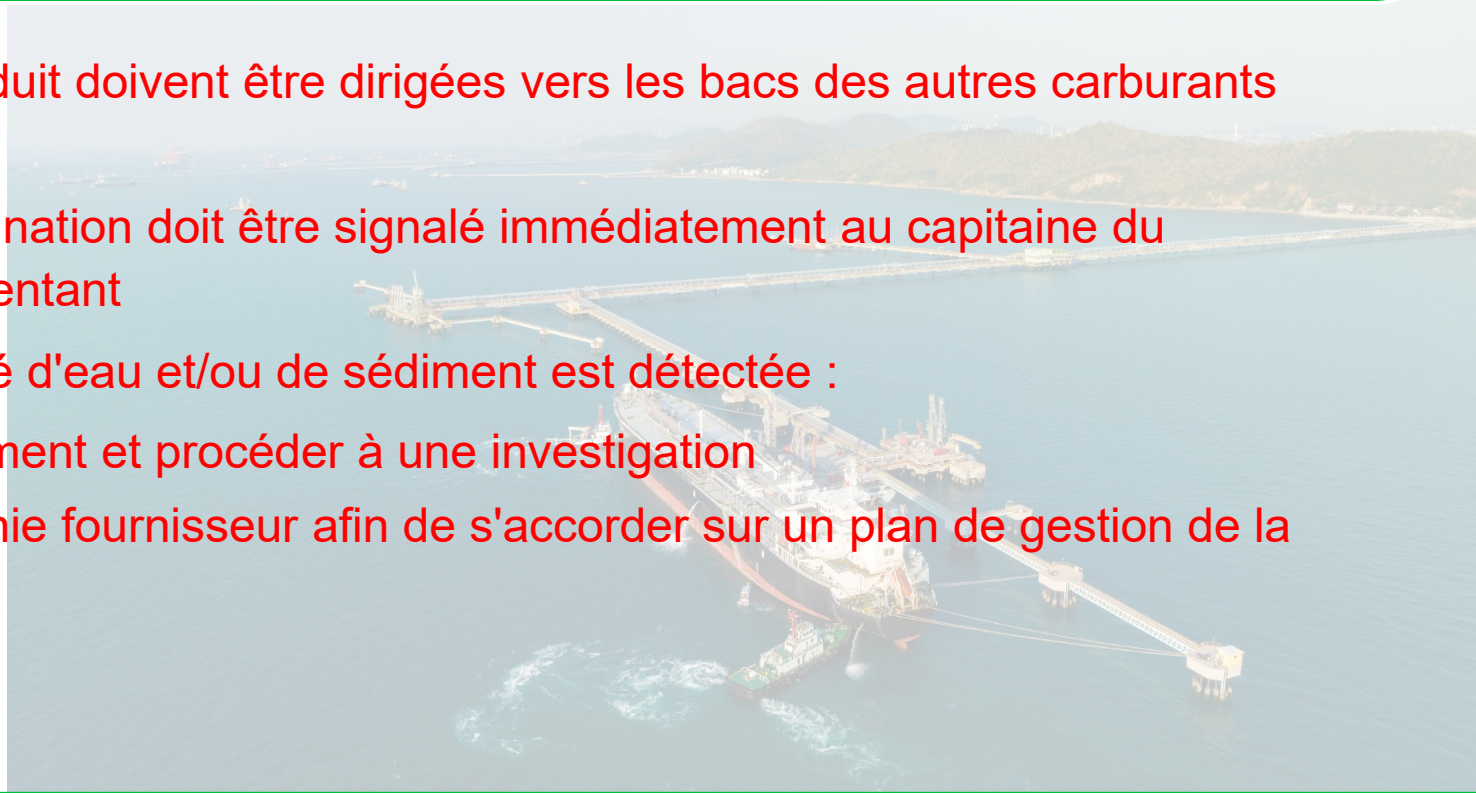 duit doivent être dirigées vers les bacs des autres carburants
nation doit être signalé immédiatement au capitaine du
entant
é d'eau et/ou de sédiment est détectée :
ment et procéder à une investigation
nie fournisseur afin de s'accorder sur un plan de gestion de la